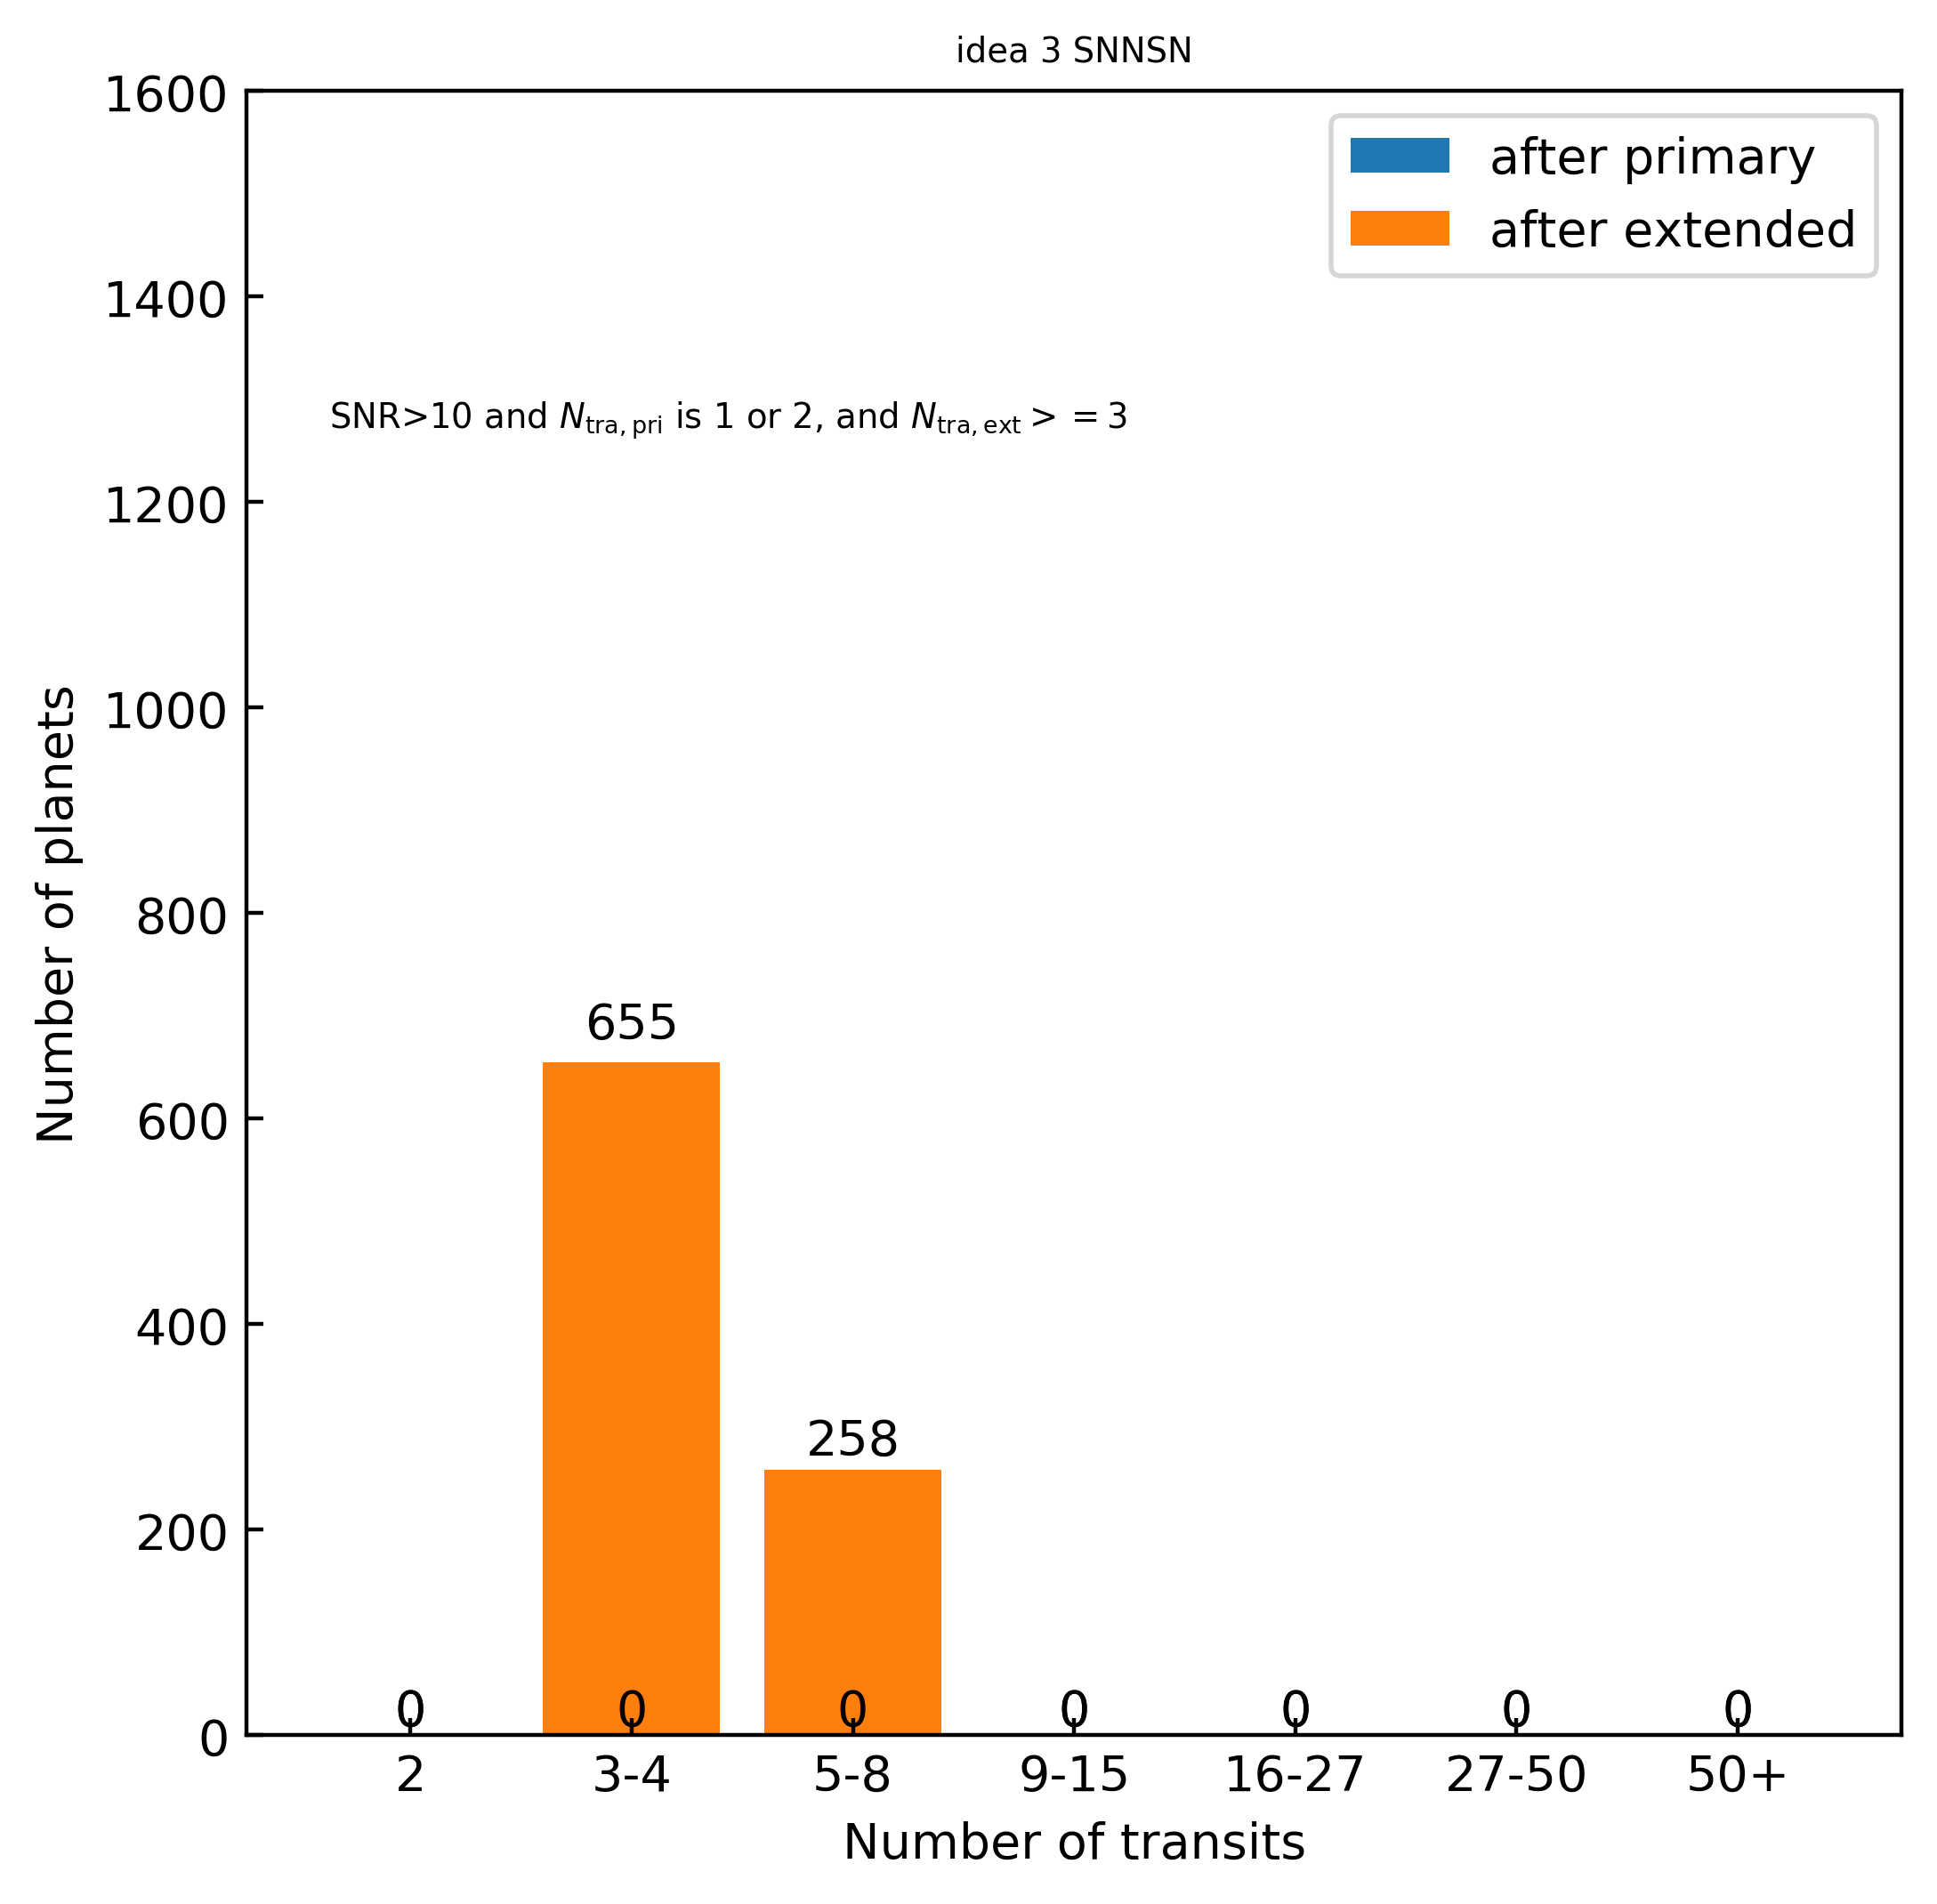 idea 3 SNNSN
1600
1400
1200
1000
800
600
400
200
0
Number of planets
after primary
after extended
SNR>10 and N_tra, pri is 1 or 2, and N_tra, ext > = 3
655
258
0 0 0 0 0 0 0
2 3-4 5-8 9-15 16-27 27-50 50+
Number of transits